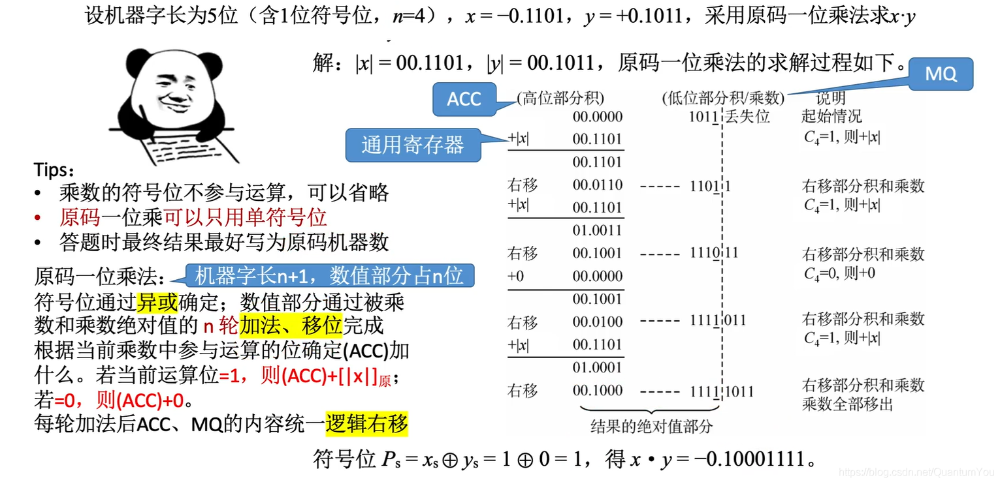 设机器字长为5位（含1位符号位，n=4），x = −0.1101，y = +0.1011，采用原码一位乘法求x·y
解：|x| = 00.1101，|y| = 00.1011，原码一位乘法的求解过程如下。
MQ
ACC
(高位部分积) (低位部分积/乘数) 说明
00.0000 1011 丢失位 起始情况
通用寄存器
+|x| 00.1101 C₄=1, 则+|x|
00.1101
右移 00.0110 ----- 1101 1 右移部分积和乘数
+|x| 00.1101 C₄=1, 则+|x|
01.0011
右移 00.1001 ----- 1110 11 右移部分积和乘数
+0 00.0000 C₄=0, 则+0
00.1001
右移 00.0100 ----- 1111 011 右移部分积和乘数
+|x| 00.1101 C₄=1, 则+|x|
01.0001
右移 00.1000 ----- 1111 1011 右移部分积和乘数
乘数全部移出
结果的绝对值部分
Tips：
• 乘数的符号位不参与运算，可以省略
• 原码一位乘可以只用单符号位
• 答题时最终结果最好写为原码机器数
原码一位乘法：
机器字长n+1，数值部分占n位
符号位通过异或确定；数值部分通过被乘
数和乘数绝对值的 n 轮加法、移位完成
根据当前乘数中参与运算的位确定(ACC)加
什么。若当前运算位=1，则(ACC)+[|x|]原；
若=0，则(ACC)+0。
每轮加法后ACC、MQ的内容统一逻辑右移
符号位 Pₛ = xₛ ⊕ yₛ = 1 ⊕ 0 = 1，得 x • y = −0.10001111。
https://blog.csdn.net/QuantumYou